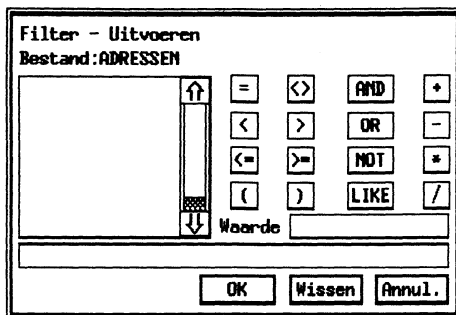 Filter - Uitvoeren
Bestand:ADRESSEN
= <> AND +
< > OR -
<= >= NOT *
( ) LIKE /
Waarde
OK Wissen Annul.